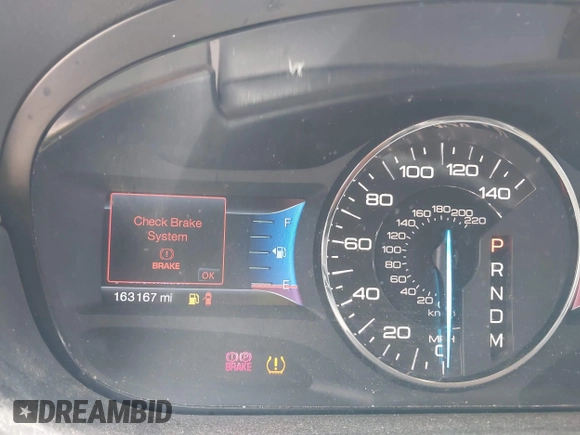 Check Brake
System
BRAKE
OK
F
E
163167 mi
BRAKE
0
20
40
60
80
100
120
140
20
40
60
80
100
120
140
160
180
200
220
km/h
MPH
P
R
N
D
M
★DREAMBID